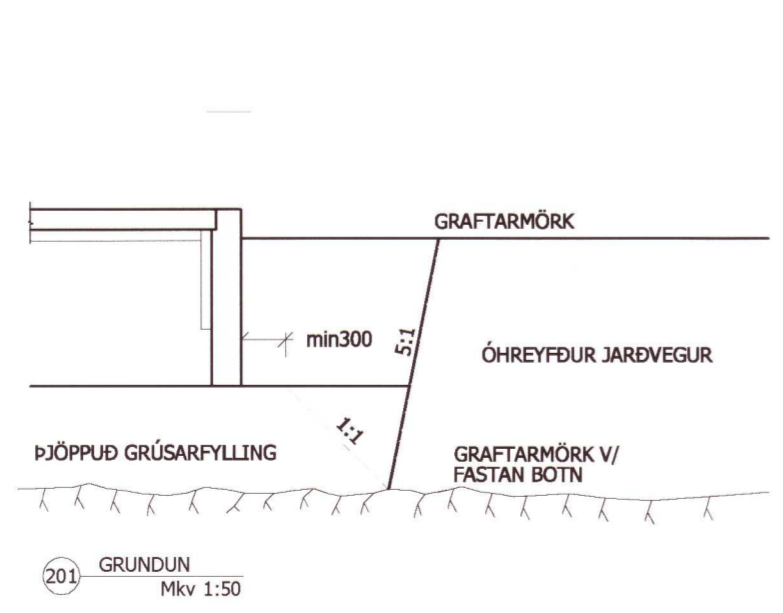 GRAFTARMÖRK
min300
5:1
ÓHREYFÐUR JARÐVEGUR
1:1
ÞJÖPPUÐ GRÚSARFYLLING
GRAFTARMÖRK V/
FASTAN BOTN
201
GRUNDUN
Mkv 1:50